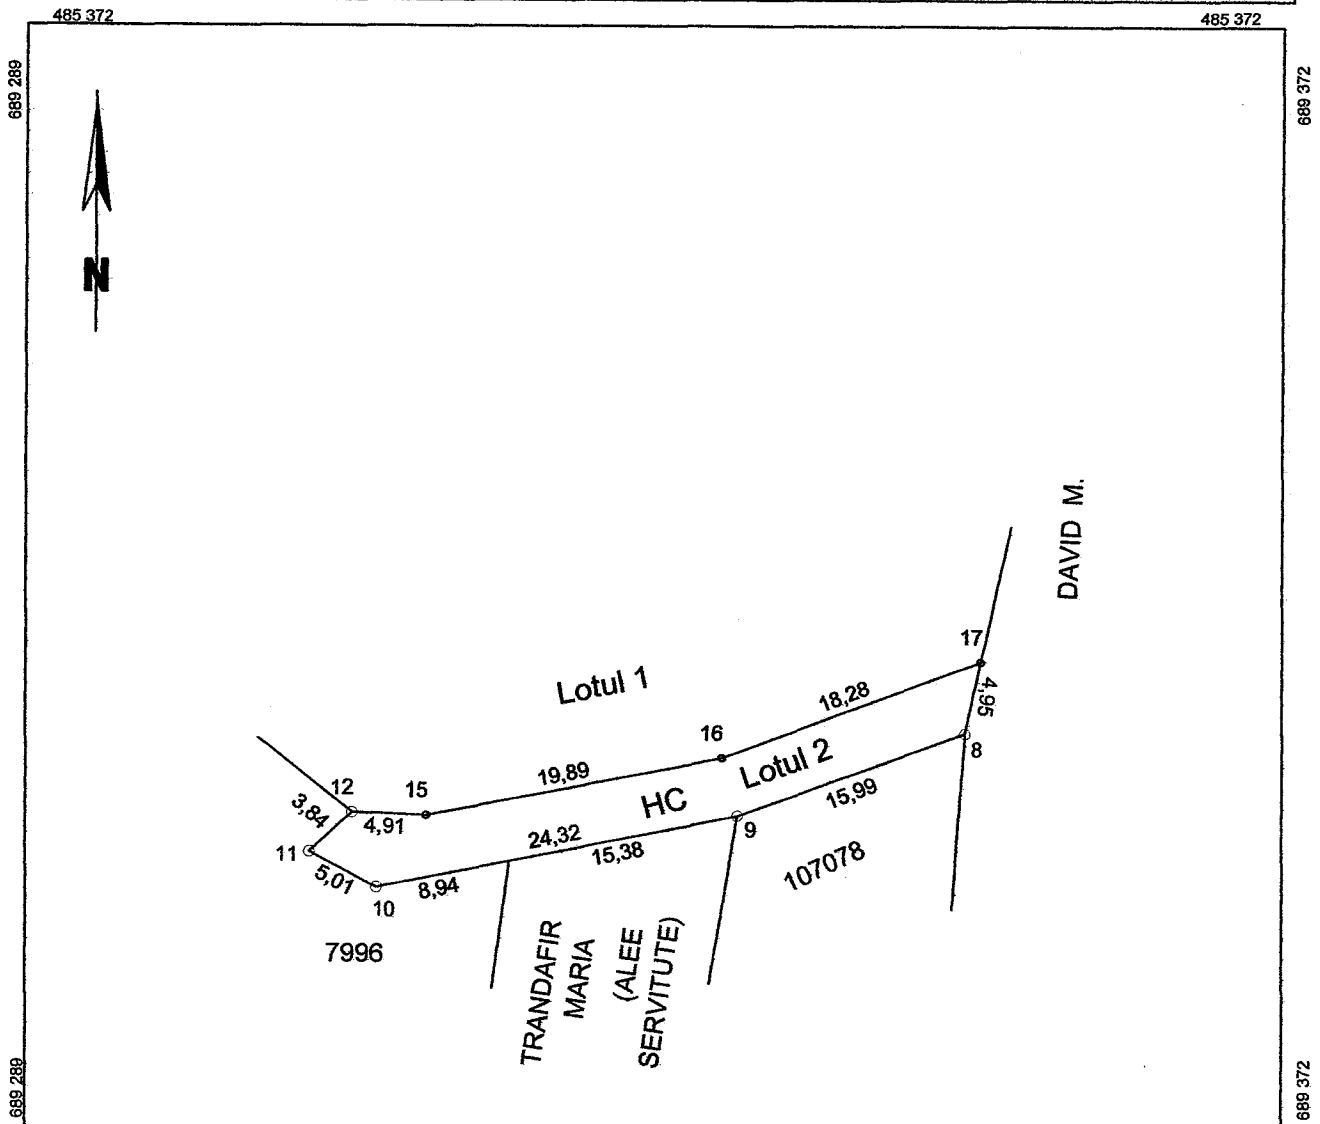 485 372
485 372
689 289
689 372
N
DAVID M.
17
Lotul 1
18,28
4,95
16
8
12
15
19,89
Lotul 2
HC
15,99
3,84
4,91
24,32
9
11
15,38
107078
5,01
8,94
10
7996
TRANDAFIR
MARIA
(ALEE
SERVITUTE)
689 289
689 372